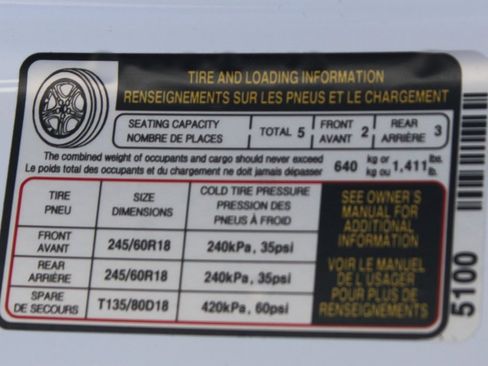 TIRE AND LOADING INFORMATION
RENSEIGNEMENTS SUR LES PNEUS ET LE CHARGEMENT
SEATING CAPACITY
NOMBRE DE PLACES
TOTAL 5
FRONT
AVANT 2
REAR
ARRIÈRE 3
The combined weight of occupants and cargo should never exceed
Le poids total des occupants et du chargement ne doit jamais dépasser
640 kg or
kg ou 1,411 lbs.
lb.
TIRE
PNEU
SIZE
DIMENSIONS
COLD TIRE PRESSURE
PRESSION DES
PNEUS À FROID
FRONT
AVANT
245/60R18
240kPa, 35psi
REAR
ARRIÈRE
245/60R18
240kPa, 35psi
SPARE
DE SECOURS
T135/80D18
420kPa, 60psi
SEE OWNER S
MANUAL FOR
ADDITIONAL
INFORMATION
VOIR LE MANUEL
DE L'USAGER
POUR PLUS DE
RENSEIGNEMENTS
5100